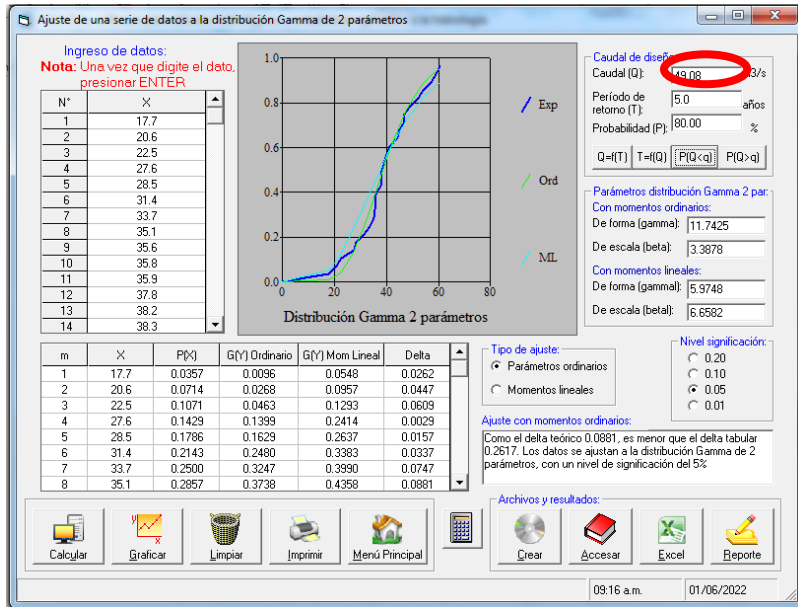 Ajuste de una serie de datos a la distribución Gamma de 2 parámetros
Ingreso de datos:
Nota: Una vez que digite el dato,
presionar ENTER
N° X
1 17.7
2 20.6
3 22.5
4 27.6
5 28.5
6 31.4
7 33.7
8 35.1
9 35.6
10 35.8
11 35.9
12 37.8
13 38.2
14 38.3
1.0
0.8
0.6
0.4
0.2
0.0
0 20 40 60 80
Distribución Gamma 2 parámetros
Exp
Ord
ML
Caudal de diseño
Caudal (Q): 49.08 m3/s
Período de
retorno (T): 5.0 años
Probabilidad (P): 80.00 %
Q=f(T) T=f(Q) P(Q<q) P(Q>q)
Parámetros distribución Gamma 2 par:
Con momentos ordinarios:
De forma (gamma): 11.7425
De escala (beta): 3.3878
Con momentos lineales:
De forma (gammal): 5.9748
De escala (betal): 6.6582
m X P(X) G(Y) Ordinario G(Y) Mom Lineal Delta
1 17.7 0.0357 0.0096 0.0548 0.0262
2 20.6 0.0714 0.0268 0.0957 0.0447
3 22.5 0.1071 0.0463 0.1293 0.0609
4 27.6 0.1429 0.1399 0.2414 0.0029
5 28.5 0.1786 0.1629 0.2637 0.0157
6 31.4 0.2143 0.2480 0.3383 0.0337
7 33.7 0.2500 0.3247 0.3990 0.0747
8 35.1 0.2857 0.3738 0.4358 0.0881
Tipo de ajuste:
Parámetros ordinarios
Momentos lineales
Nivel significación:
0.20
0.10
0.05
0.01
Ajuste con momentos ordinarios:
Como el delta teórico 0.0881, es menor que el delta tabular
0.2617. Los datos se ajustan a la distribución Gamma de 2
parámetros, con un nivel de significación del 5%
Calcular Graficar Limpiar Imprimir Menú Principal
Archivos y resultados:
Crear Accesar Excel Reporte
09:16 a.m. 01/06/2022